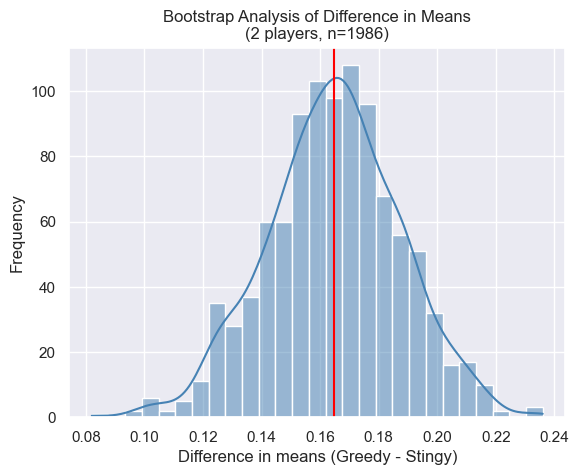 Bootstrap Analysis of Difference in Means
(2 players, n=1986)
Frequency
100
80
60
40
20
0
0.08 0.10 0.12 0.14 0.16 0.18 0.20 0.22 0.24
Difference in means (Greedy - Stingy)